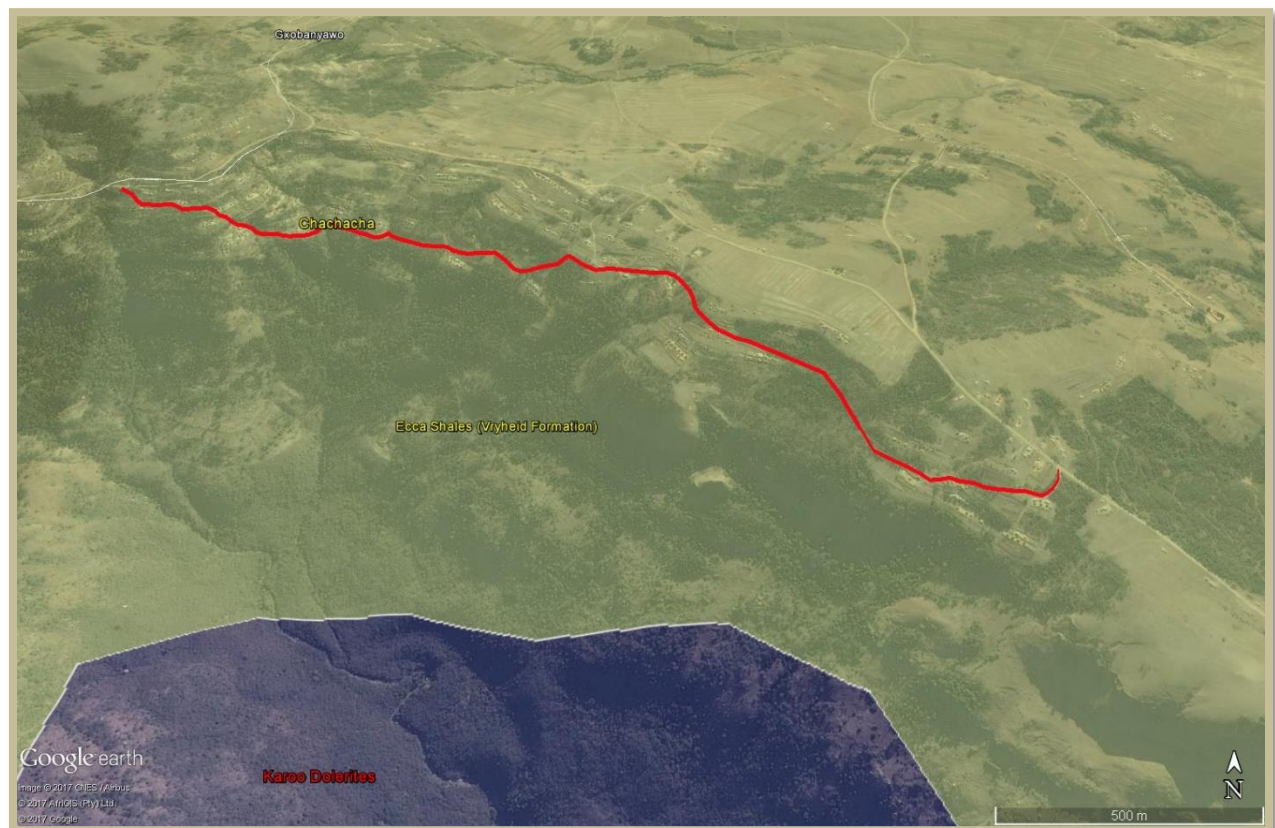 Gxobanyawo
Chachacha
Ecca Shales (Vryheid Formation)
Karoo Dolerites
Google earth
Image © 2017 CNES / Airbus
© 2017 AfriGIS (Pty) Ltd.
© 2017 Google
N
500 m